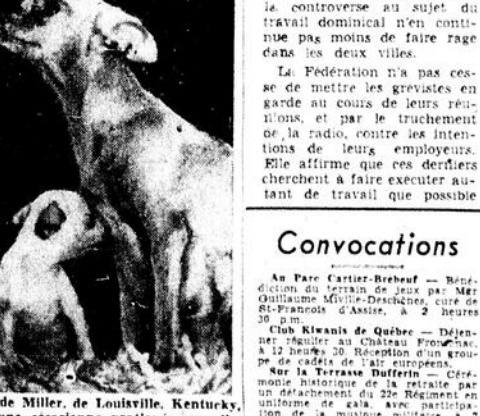 la controverse au sujet du
travail dominical n'en conti-
nue pas moins de faire rage
dans les deux villes.
La Fédération n'a pas ces-
sé de mettre les grévistes en
garde au cours de leurs réu-
nions, et par le truchement
de la radio, contre les inten-
tions de leurs employeurs.
Elle affirme que ces derniers
cherchent à faire exécuter au-
tant de travail que possible
Convocations
Au Parc Cartier-Brébeuf — Béné-
diction du terrain de jeux par Mgr
Guillaume Miville-Deschênes, curé de
St-François d'Assise, à 2 heures
30 p.m.
Club Kiwanis de Québec — Déjeu-
ner régulier au Château Frontenac,
à 12 heures 30. Réception d'un grou-
pe de cadets de l'air européens.
Sur la Terrasse Dufferin — Céré-
monie historique de la retraite par
un détachement du 22e Régiment en
uniforme de gala, avec participa-
tion de la musique militaire
de Miller, de Louisville, Kentucky,